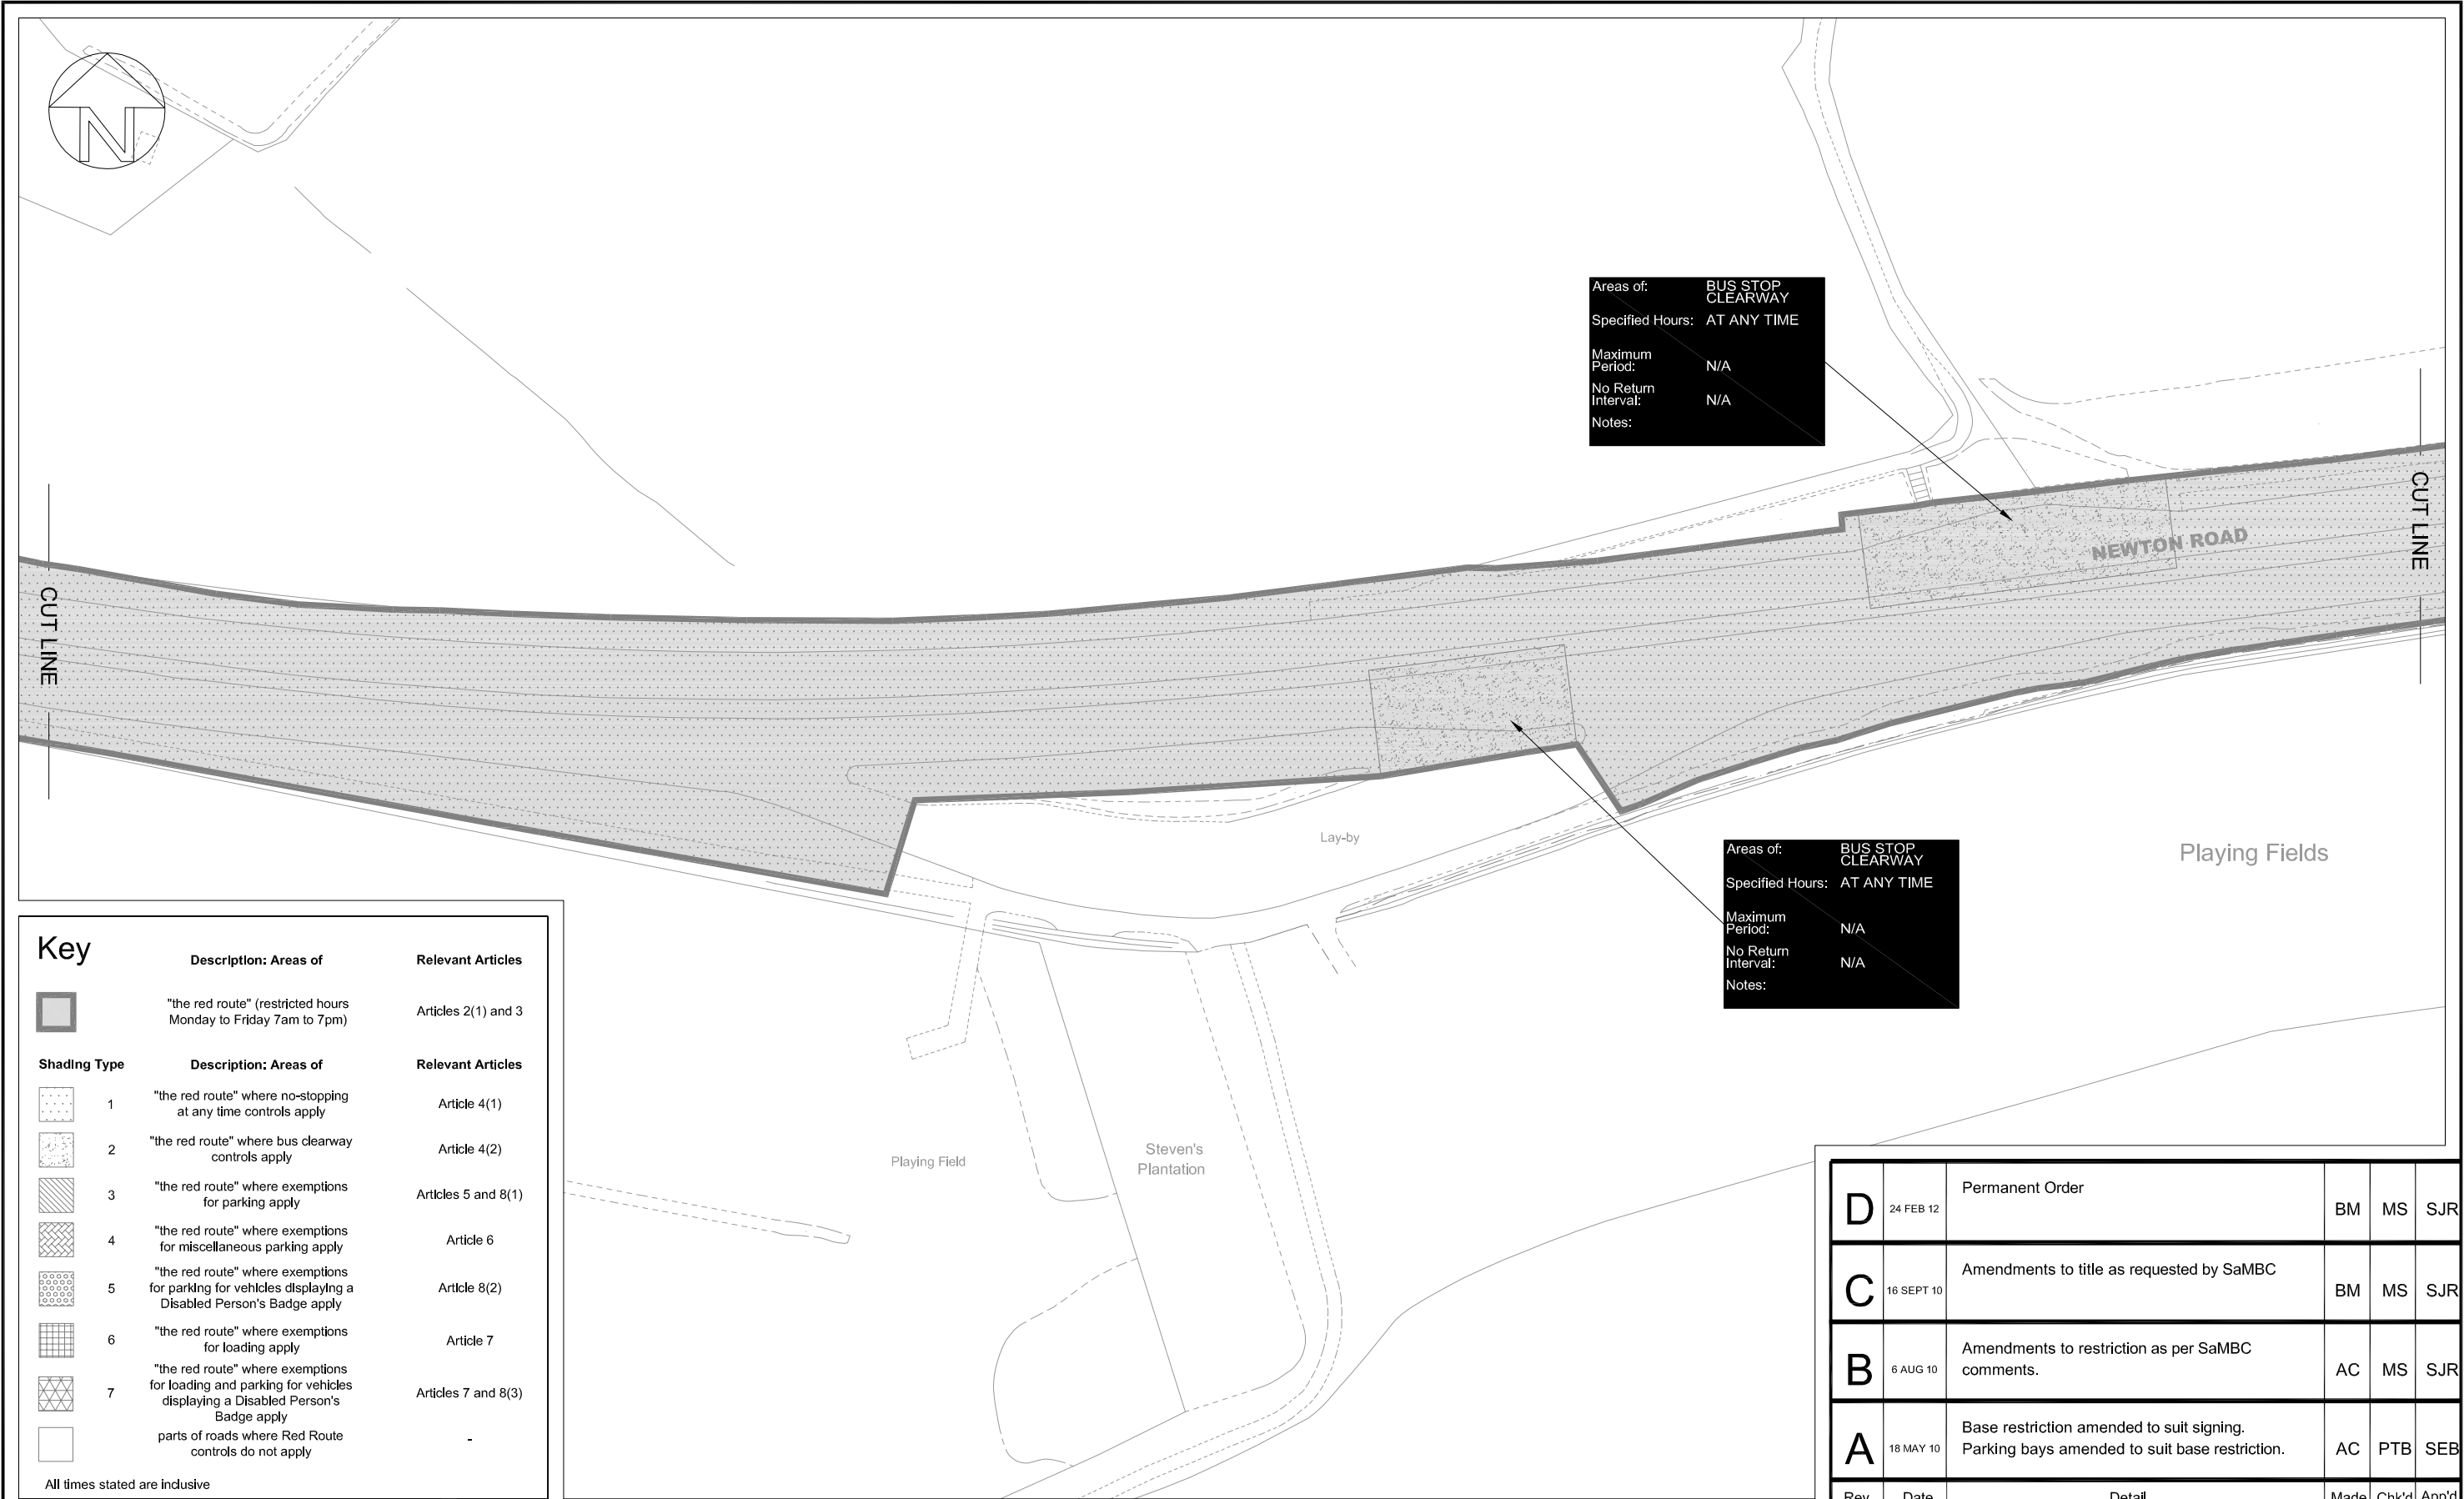 N
Areas of: BUS STOP
CLEARWAY
Specified Hours: AT ANY TIME
Maximum
Period: N/A
No Return
Interval: N/A
Notes:
CUT LINE
NEWTON ROAD
CUT LINE
Lay-by
Areas of: BUS STOP
CLEARWAY
Specified Hours: AT ANY TIME
Maximum
Period: N/A
No Return
Interval: N/A
Notes:
Playing Fields
Playing Field
Steven's
Plantation
Key
Description: Areas of Relevant Articles
"the red route" (restricted hours
Monday to Friday 7am to 7pm) Articles 2(1) and 3
Shading Type Description: Areas of Relevant Articles
1 "the red route" where no-stopping
at any time controls apply Article 4(1)
2 "the red route" where bus clearway
controls apply Article 4(2)
3 "the red route" where exemptions
for parking apply Articles 5 and 8(1)
4 "the red route" where exemptions
for miscellaneous parking apply Article 6
5 "the red route" where exemptions
for parking for vehicles displaying a
Disabled Person's Badge apply Article 8(2)
6 "the red route" where exemptions
for loading apply Article 7
7 "the red route" where exemptions
for loading and parking for vehicles
displaying a Disabled Person's
Badge apply Articles 7 and 8(3)
parts of roads where Red Route
controls do not apply -
All times stated are inclusive
D 24 FEB 12 Permanent Order BM MS SJR
C 16 SEPT 10 Amendments to title as requested by SaMBC BM MS SJR
B 6 AUG 10 Amendments to restriction as per SaMBC
comments. AC MS SJR
A 18 MAY 10 Base restriction amended to suit signing.
Parking bays amended to suit base restriction. AC PTB SEB
Rev Date Detail Made Chk'd App'd